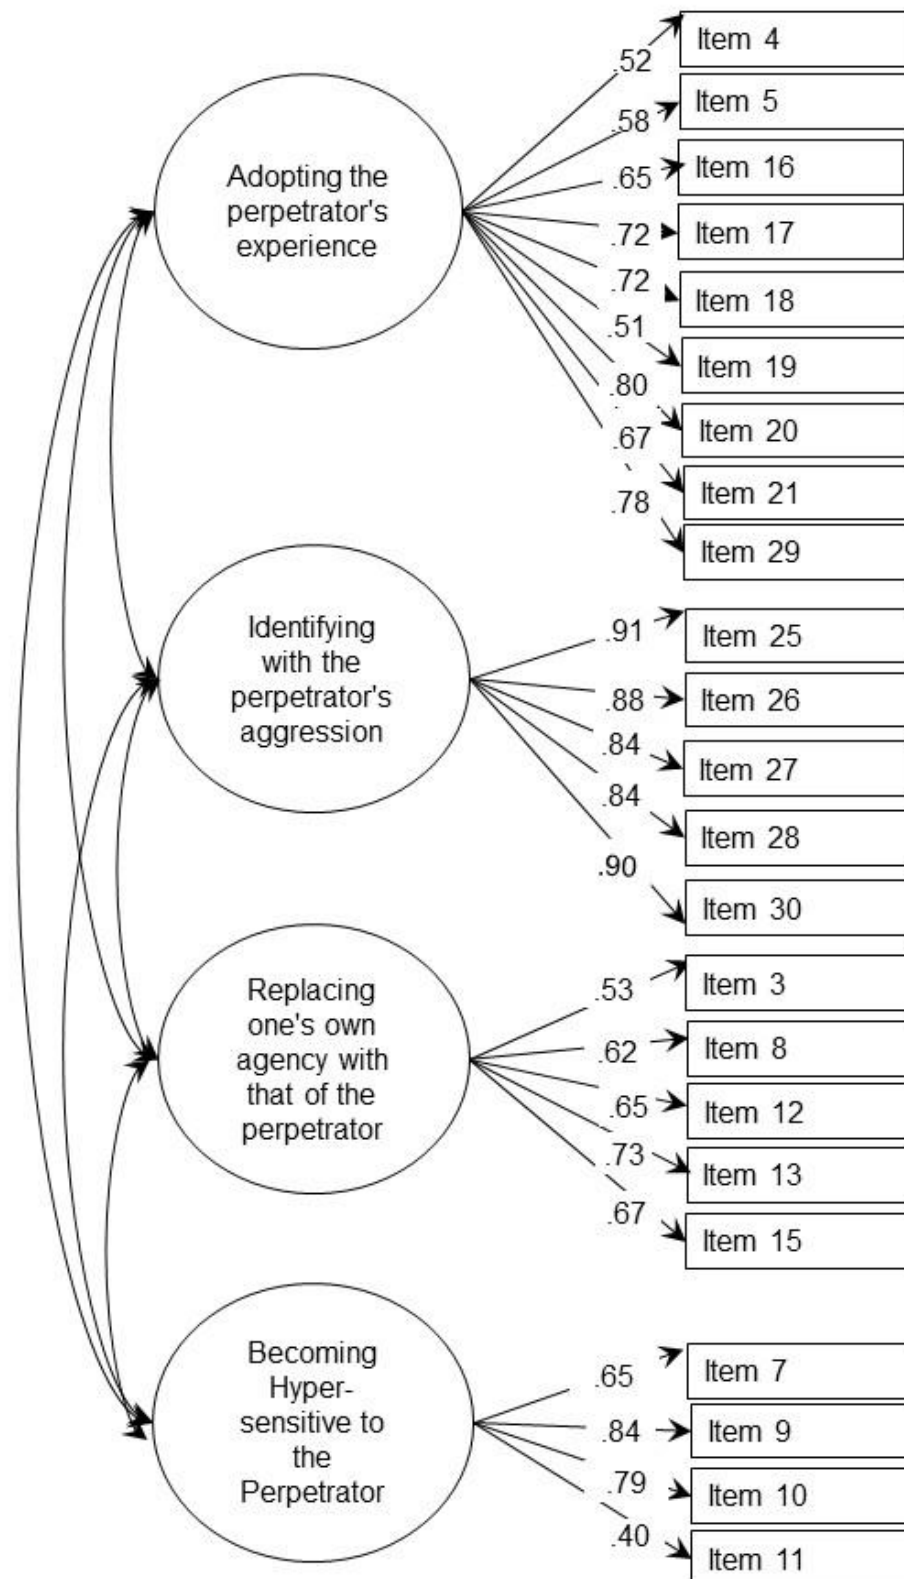 Adopting the
perpetrator's
experience
.52
.58
.65
.72
.72
.51
.80
.67
.78
Item 4
Item 5
Item 16
Item 17
Item 18
Item 19
Item 20
Item 21
Item 29
Identifying
with the
perpetrator's
aggression
.91
.88
.84
.84
.90
Item 25
Item 26
Item 27
Item 28
Item 30
Replacing
one's own
agency with
that of the
perpetrator
.53
.62
.65
.73
.67
Item 3
Item 8
Item 12
Item 13
Item 15
Becoming
Hyper-
sensitive to
the
Perpetrator
.65
.84
.79
.40
Item 7
Item 9
Item 10
Item 11